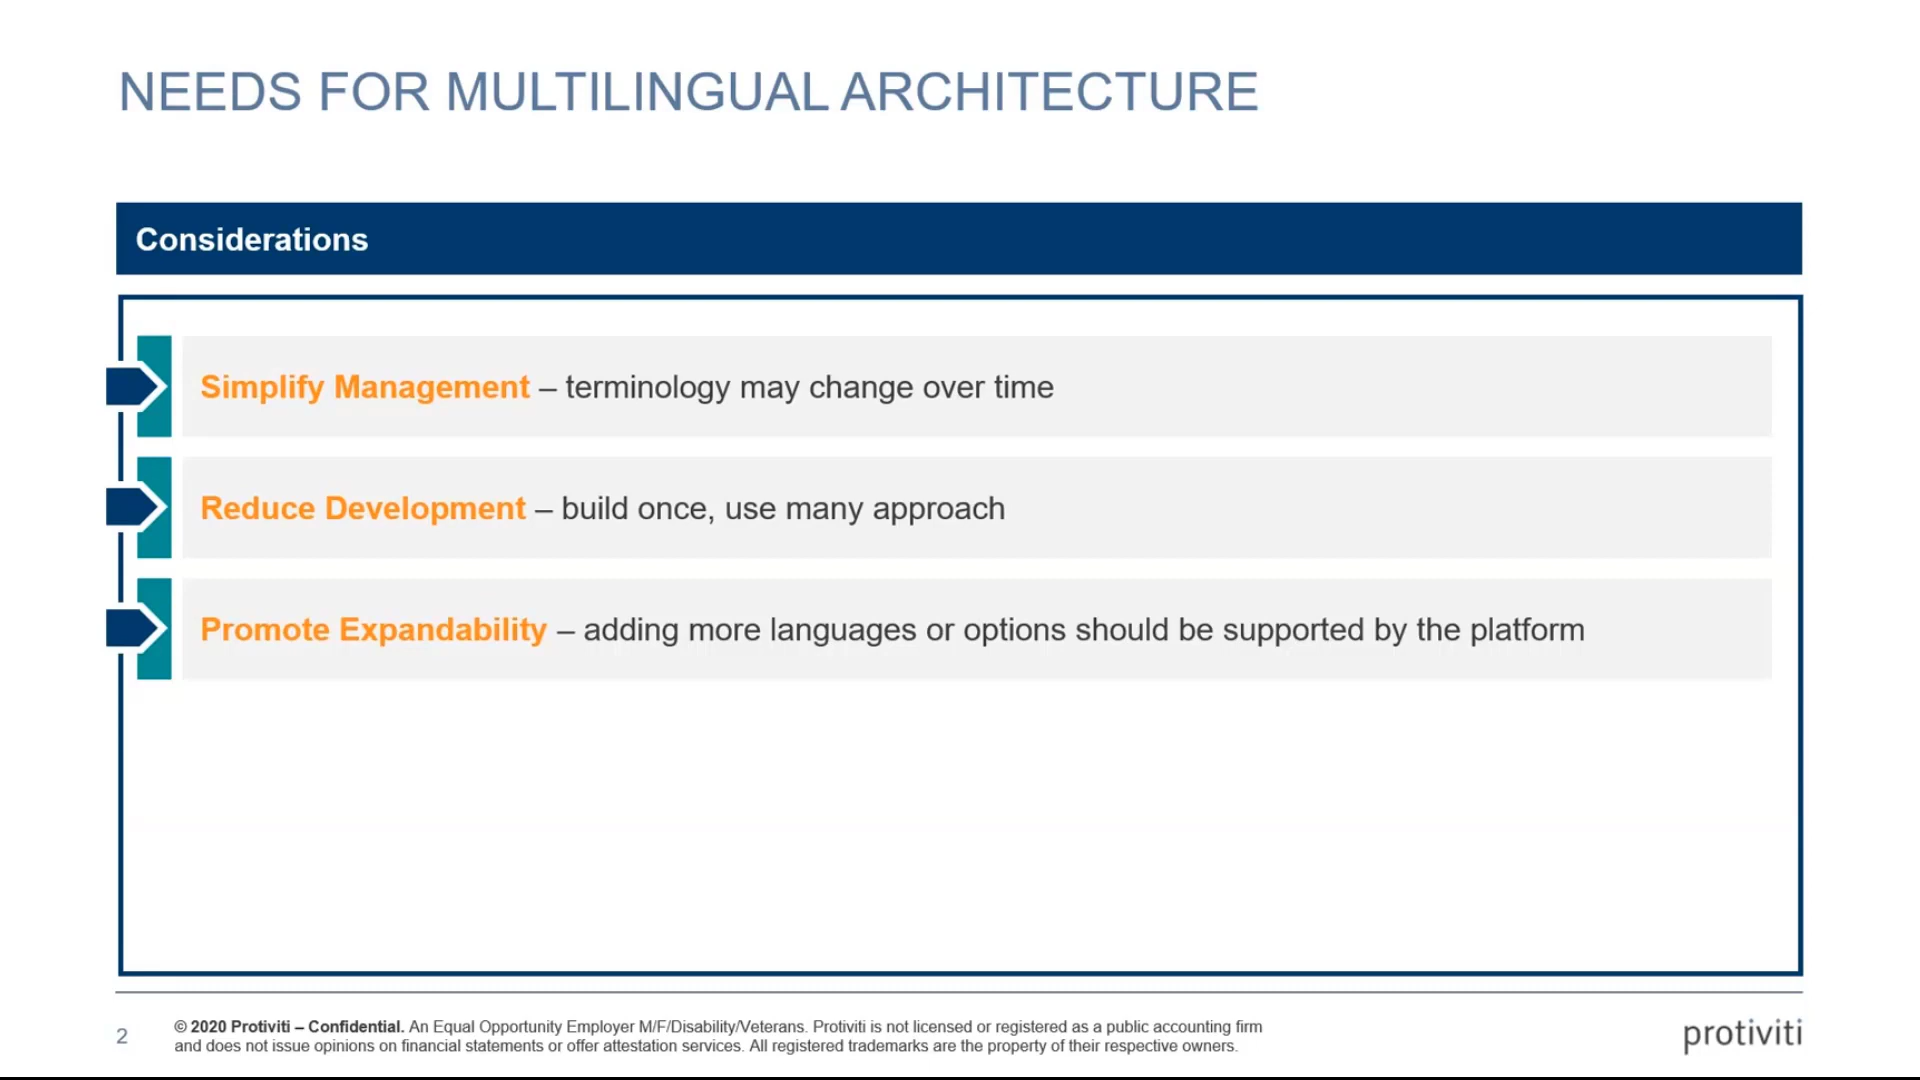 NEEDS FOR MULTILINGUAL ARCHITECTURE
Considerations
Simplify Management – terminology may change over time
Reduce Development – build once, use many approach
Promote Expandability – adding more languages or options should be supported by the platform
2
© 2020 Protiviti – Confidential. An Equal Opportunity Employer M/F/Disability/Veterans. Protiviti is not licensed or registered as a public accounting firm
and does not issue opinions on financial statements or offer attestation services. All registered trademarks are the property of their respective owners.
protiviti